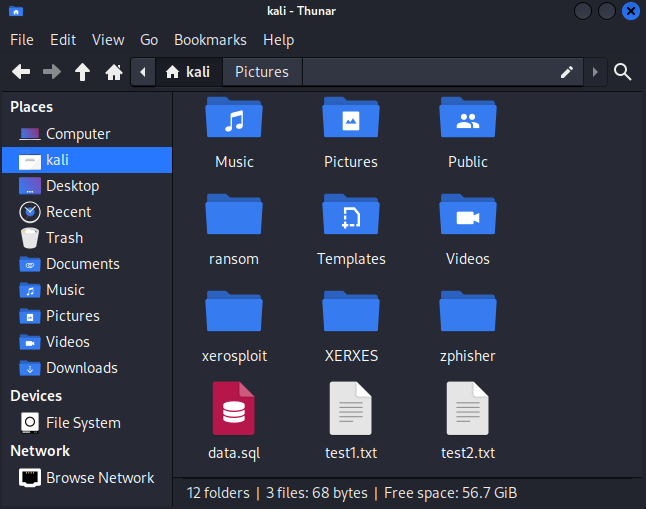 kali - Thunar
File Edit View Go Bookmarks Help
kali Pictures
Places
Computer
kali
Desktop
Recent
Trash
Documents
Music
Pictures
Videos
Downloads
Devices
File System
Network
Browse Network
Music Pictures Public
ransom Templates Videos
xerosploit XERXES zphisher
data.sql test1.txt test2.txt
12 folders | 3 files: 68 bytes | Free space: 56.7 GiB